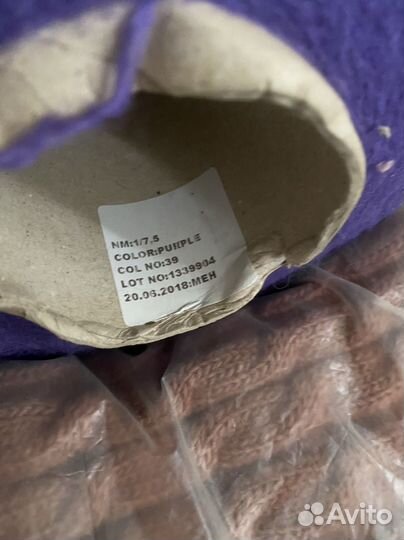 NM:1/7,5
COLOR:PURPLE
COL NO:39
LOT NO:1339904
20.06.2018:MEH
Avito